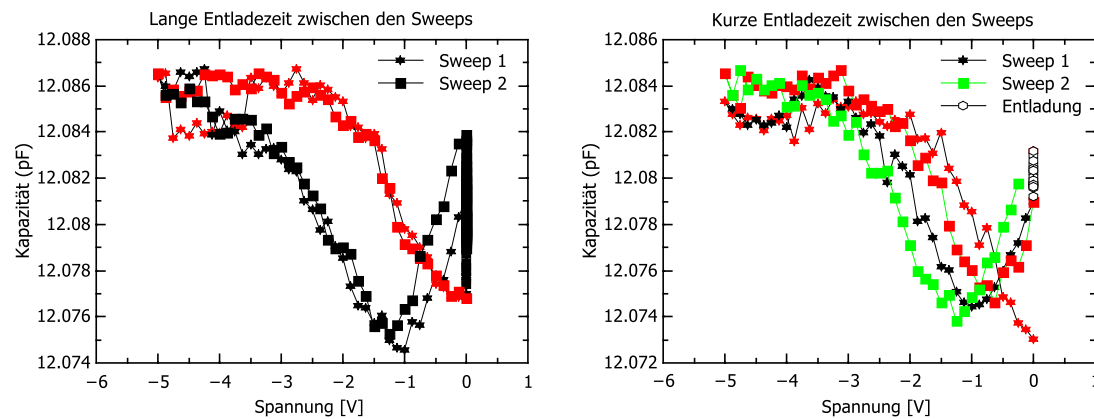 Lange Entladezeit zwischen den Sweeps
12.088
12.086
12.084
12.082
12.08
12.078
12.076
12.074
Kapazität (pF)
Sweep 1
Sweep 2
−6
−5
−4
−3
−2
−1
0
1
Spannung [V]
Kurze Entladezeit zwischen den Sweeps
12.086
12.084
12.082
12.08
12.078
12.076
12.074
12.072
Kapazität (pF)
Sweep 1
Sweep 2
Entladung
−6
−5
−4
−3
−2
−1
0
1
Spannung [V]